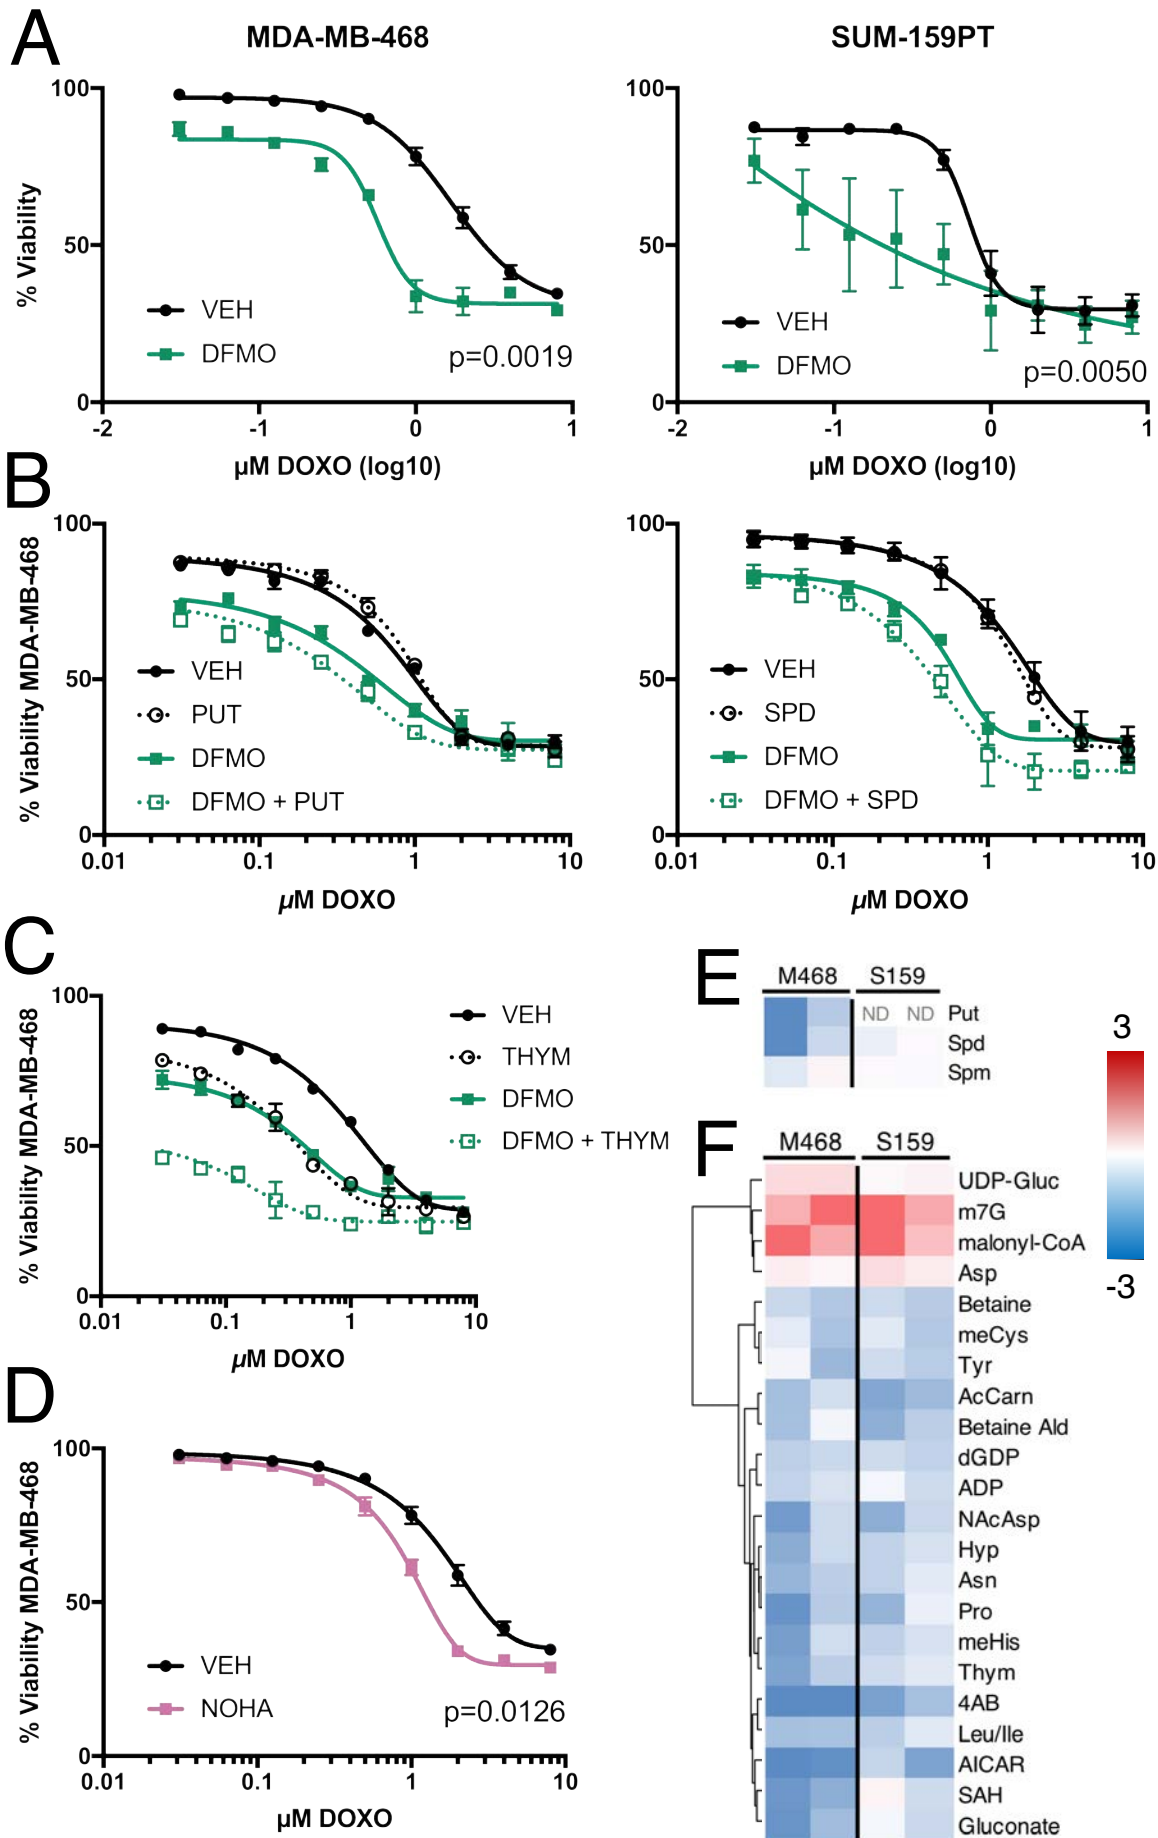 A
MDA-MB-468
SUM-159PT
% Viability
100
50
0
VEH
DFMO
p=0.0019
-2 -1 0 1
µM DOXO (log10)
100
50
0
VEH
DFMO
p=0.0050
-2 -1 0 1
µM DOXO (log10)
B
% Viability MDA-MB-468
100
50
0
VEH
PUT
DFMO
DFMO + PUT
0.01 0.1 1 10
µM DOXO
100
50
0
VEH
SPD
DFMO
DFMO + SPD
0.01 0.1 1 10
µM DOXO
C
% Viability MDA-MB-468
100
50
0
VEH
THYM
DFMO
DFMO + THYM
0.01 0.1 1 10
µM DOXO
D
% Viability MDA-MB-468
100
50
0
VEH
NOHA
p=0.0126
0.01 0.1 1 10
µM DOXO
E
M468 S159
ND ND Put
Spd
Spm
3
-3
F
M468 S159
UDP-Gluc
m7G
malonyl-CoA
Asp
Betaine
meCys
Tyr
AcCarn
Betaine Ald
dGDP
ADP
NAcAsp
Hyp
Asn
Pro
meHis
Thym
4AB
Leu/Ile
AICAR
SAH
Gluconate